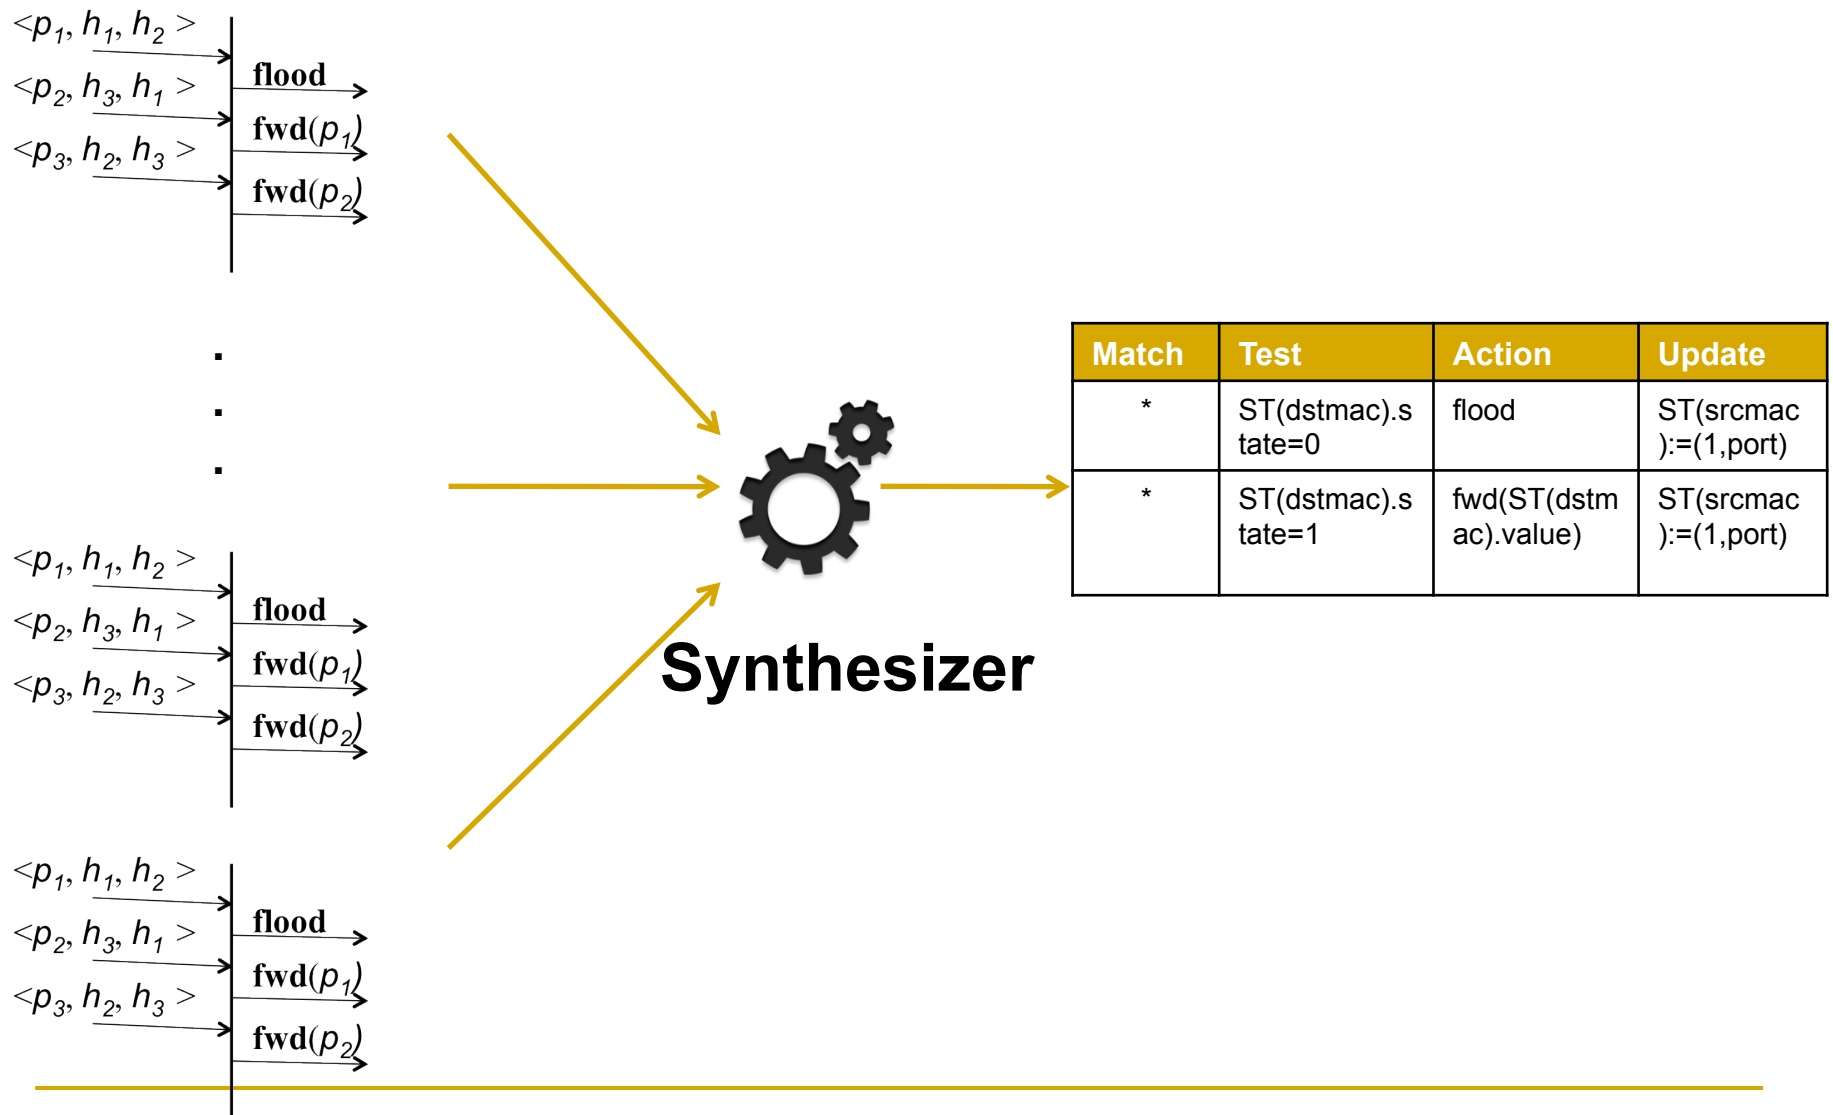 <p1, h1, h2 >
flood
<p2, h3, h1 >
fwd(p1)
<p3, h2, h3 >
fwd(p2)
.
.
.
<p1, h1, h2 >
flood
<p2, h3, h1 >
fwd(p1)
<p3, h2, h3 >
fwd(p2)
<p1, h1, h2 >
flood
<p2, h3, h1 >
fwd(p1)
<p3, h2, h3 >
fwd(p2)
Synthesizer
Match Test Action Update
* ST(dstmac).s flood ST(srcmac
tate=0 ):=(1,port)
* ST(dstmac).s fwd(ST(dstm ST(srcmac
tate=1 ac).value) ):=(1,port)